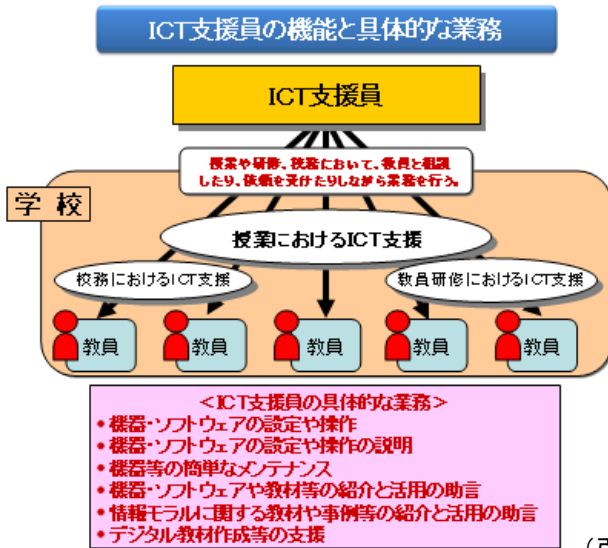 ICT支援員の機能と具体的な業務
ICT支援員
授業や研修、校務において、教員と相談
したり、依頼を受けたりしながら業務を行う。
学 校
授業におけるICT支援
校務におけるICT支援
教員研修におけるICT支援
教員 教員 教員 教員 教員
＜ICT支援員の具体的な業務＞
•機器・ソフトウェアの設定や操作
•機器・ソフトウェアの設定や操作の説明
•機器等の簡単なメンテナンス
•機器・ソフトウェアや教材等の紹介と活用の助言
•情報モラルに関する教材や事例等の紹介と活用の助言
•デジタル教材作成等の支援